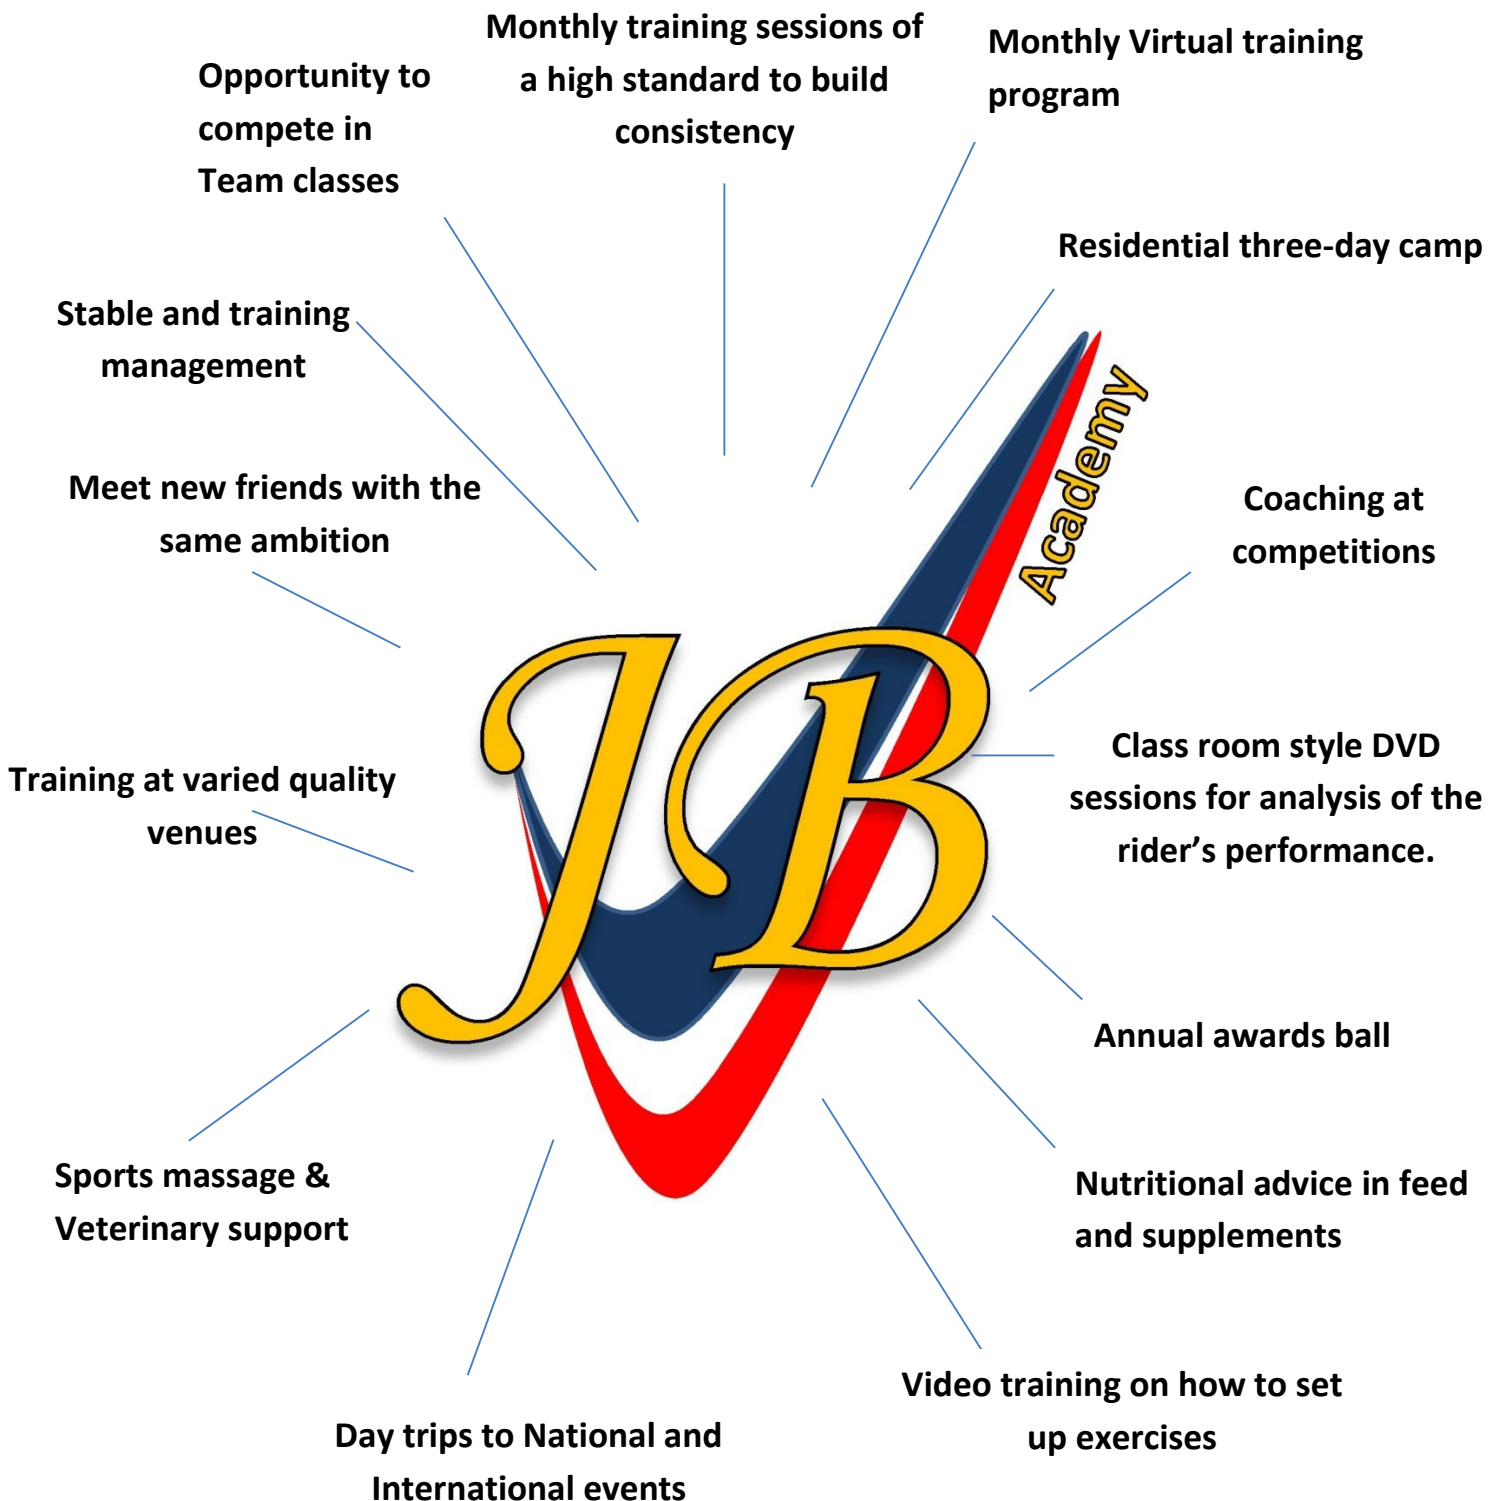 Monthly training sessions of
a high standard to build
consistency
Monthly Virtual training
program
Opportunity to
compete in
Team classes
Residential three-day camp
Stable and training
management
Academy
Meet new friends with the
same ambition
Coaching at
competitions
JB
Class room style DVD
sessions for analysis of the
rider’s performance.
Training at varied quality
venues
Annual awards ball
Sports massage &
Veterinary support
Nutritional advice in feed
and supplements
Video training on how to set
up exercises
Day trips to National and
International events